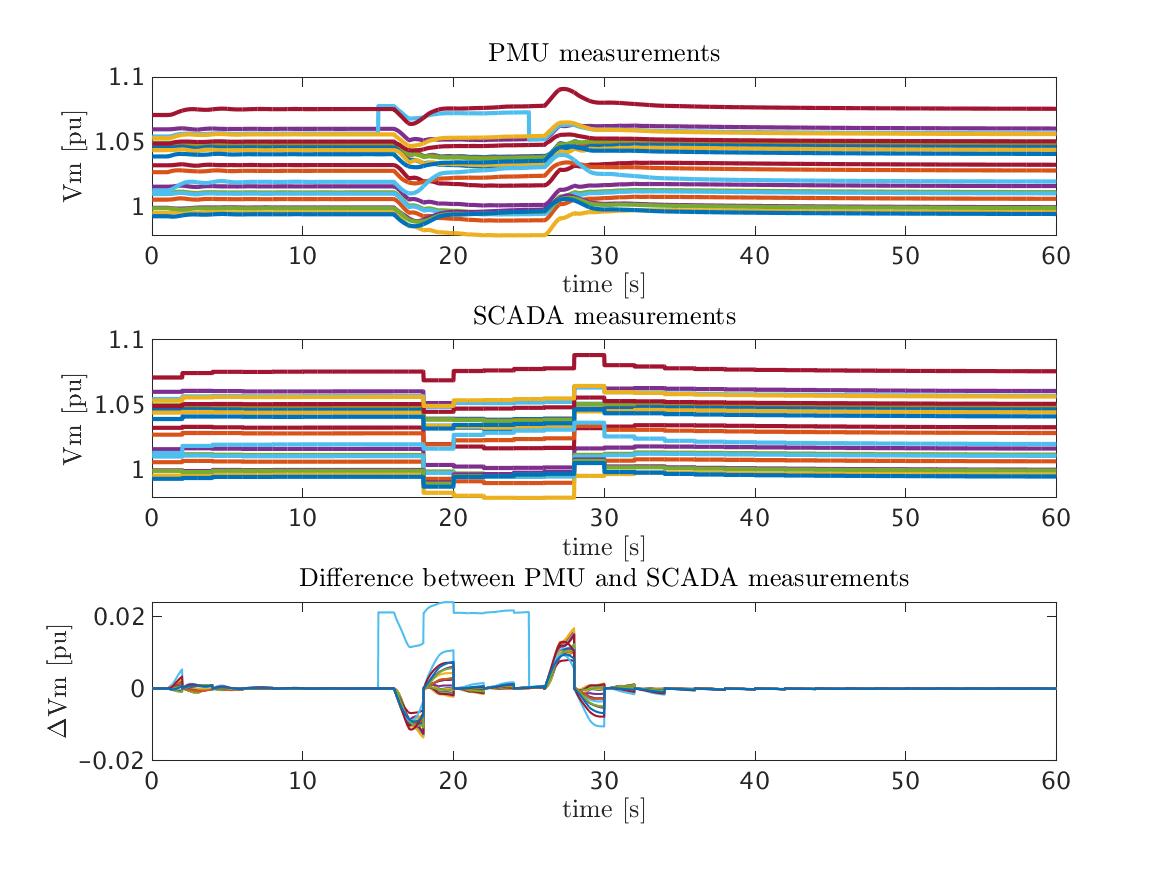 PMU measurements
1.1
1.05
1
Vm [pu]
0 10 20 30 40 50 60
time [s]
SCADA measurements
1.1
1.05
1
Vm [pu]
0 10 20 30 40 50 60
time [s]
Difference between PMU and SCADA measurements
0.02
0
-0.02
ΔVm [pu]
0 10 20 30 40 50 60
time [s]